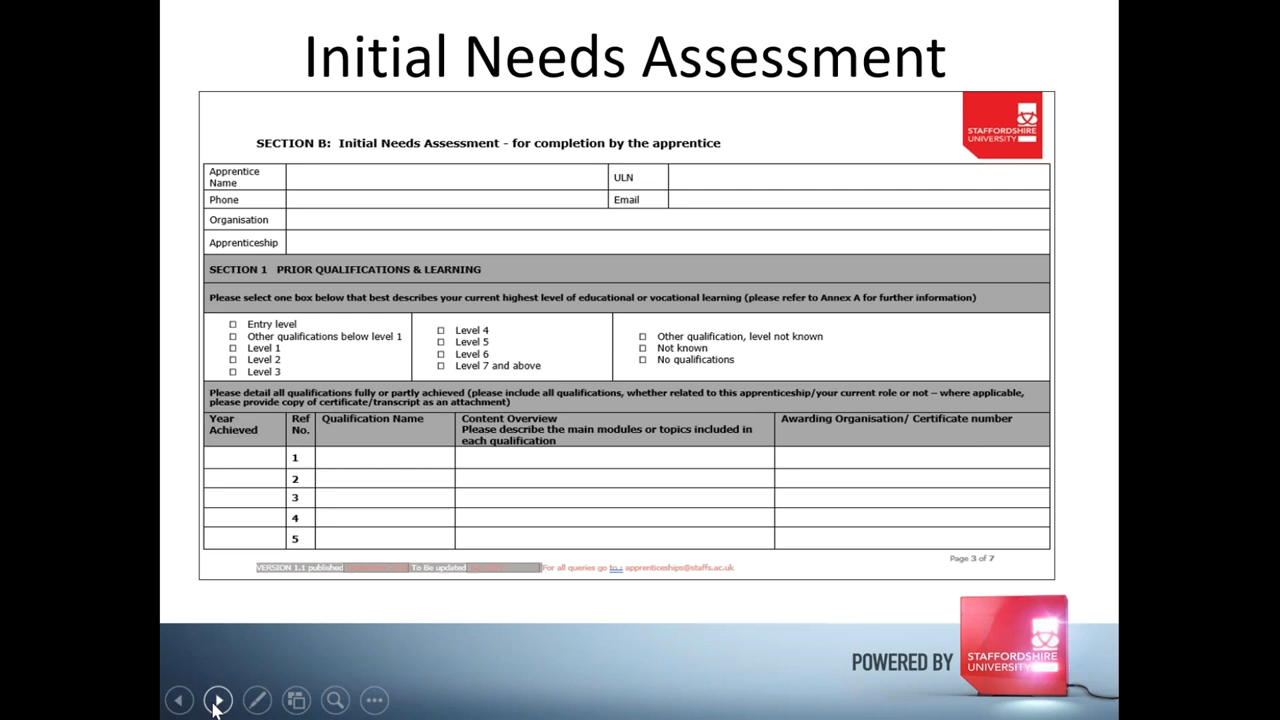 Initial Needs Assessment
STAFFORDSHIRE
UNIVERSITY
SECTION B: Initial Needs Assessment - for completion by the apprentice
Apprentice
Name
ULN
Phone
Email
Organisation
Apprenticeship
SECTION 1 PRIOR QUALIFICATIONS & LEARNING
Please select one box below that best describes your current highest level of educational or vocational learning (please refer to Annex A for further information)
Entry level
Other qualifications below level 1
Level 1
Level 2
Level 3
Level 4
Level 5
Level 6
Level 7 and above
Other qualification, level not known
Not known
No qualifications
Please detail all qualifications fully or partly achieved (please include all qualifications, whether related to this apprenticeship/your current role or not – where applicable,
please provide copy of certificate/transcript as an attachment)
Year
Achieved
Ref
No.
Qualification Name
Content Overview
Please describe the main modules or topics included in
each qualification
Awarding Organisation/ Certificate number
1
2
3
4
5
Page 3 of 7
VERSION 1.1 published
To Be updated
For all queries go to.: apprenticeships@staffs.ac.uk
POWERED BY
STAFFORDSHIRE
UNIVERSITY